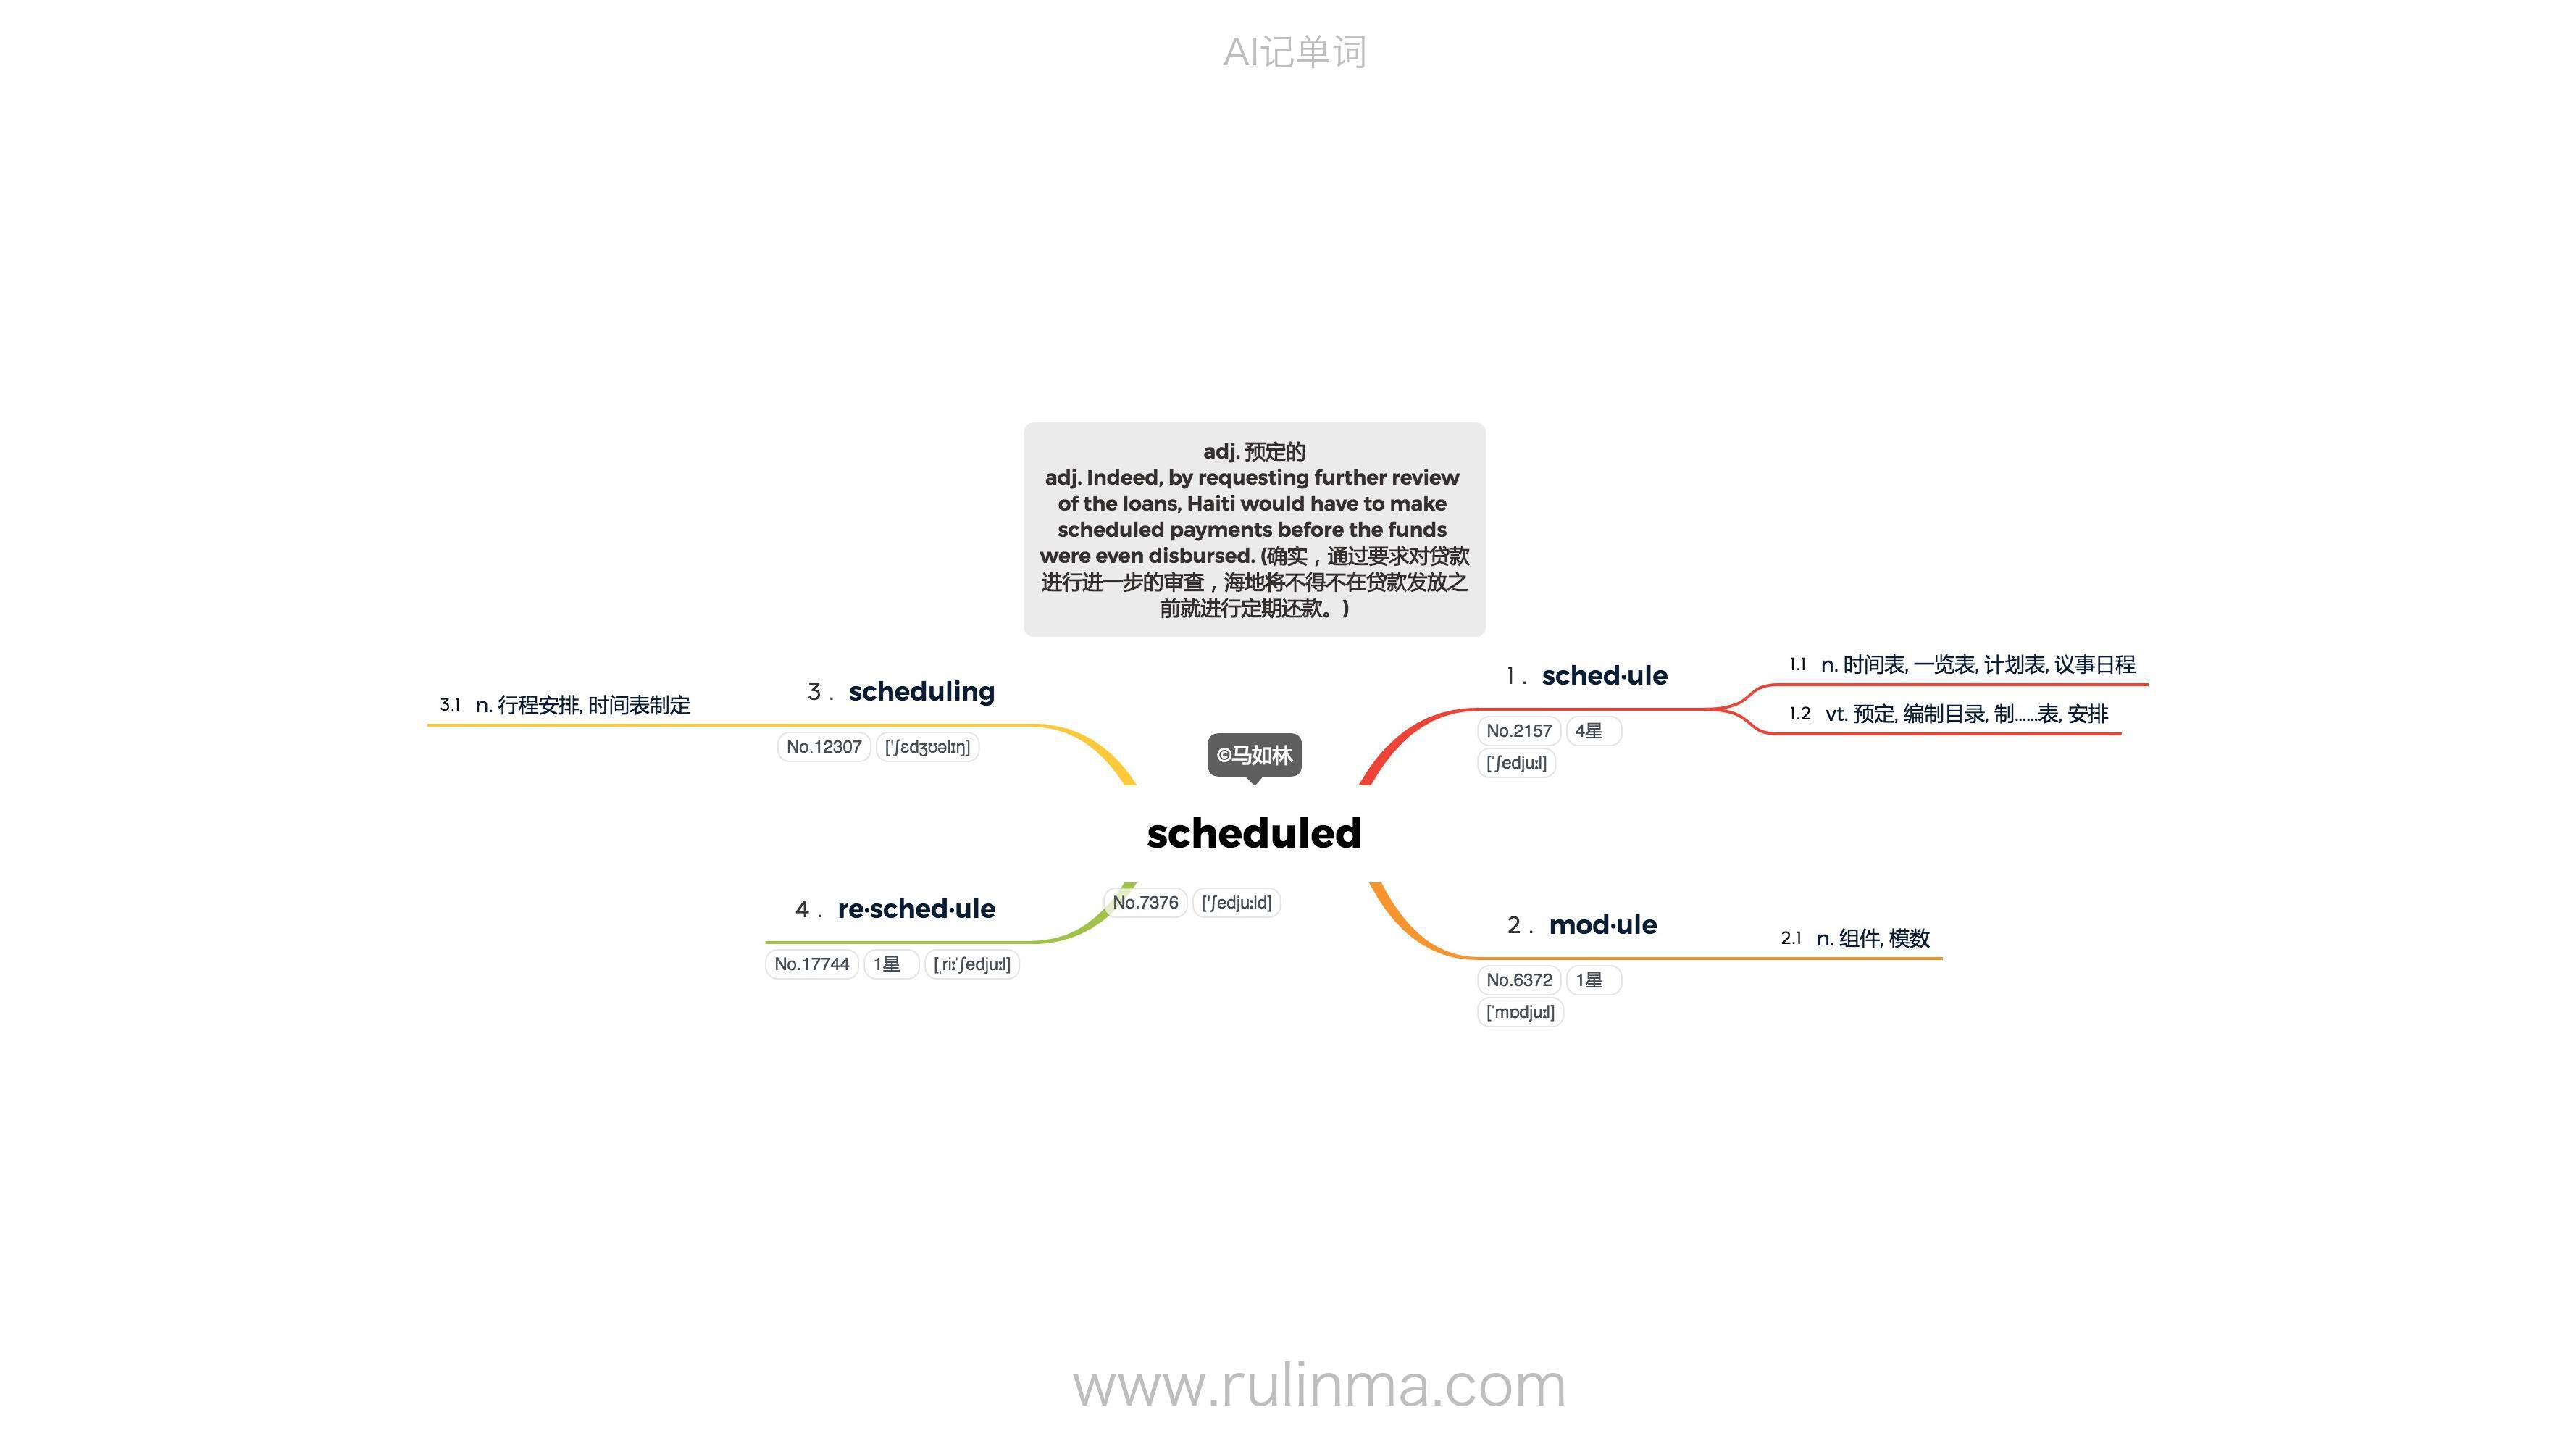 AI记单词
adj. 预定的
adj. Indeed, by requesting further review
of the loans, Haiti would have to make
scheduled payments before the funds
were even disbursed. (确实，通过要求对贷款
进行进一步的审查，海地将不得不在贷款发放之
前就进行定期还款。)
©马如林
scheduled
No.7376 ['ʃedjuːld]
1. sched·ule
No.2157 4星
['ʃedjuːl]
1.1 n. 时间表, 一览表, 计划表, 议事日程
1.2 vt. 预定, 编制目录, 制……表, 安排
2. mod·ule
No.6372 1星
['mɒdjuːl]
2.1 n. 组件, 模数
3. scheduling
No.12307 ['ʃɛdʒʊəlɪŋ]
3.1 n. 行程安排, 时间表制定
4. re·sched·ule
No.17744 1星 [ˌriː'ʃedjuːl]
www.rulinma.com